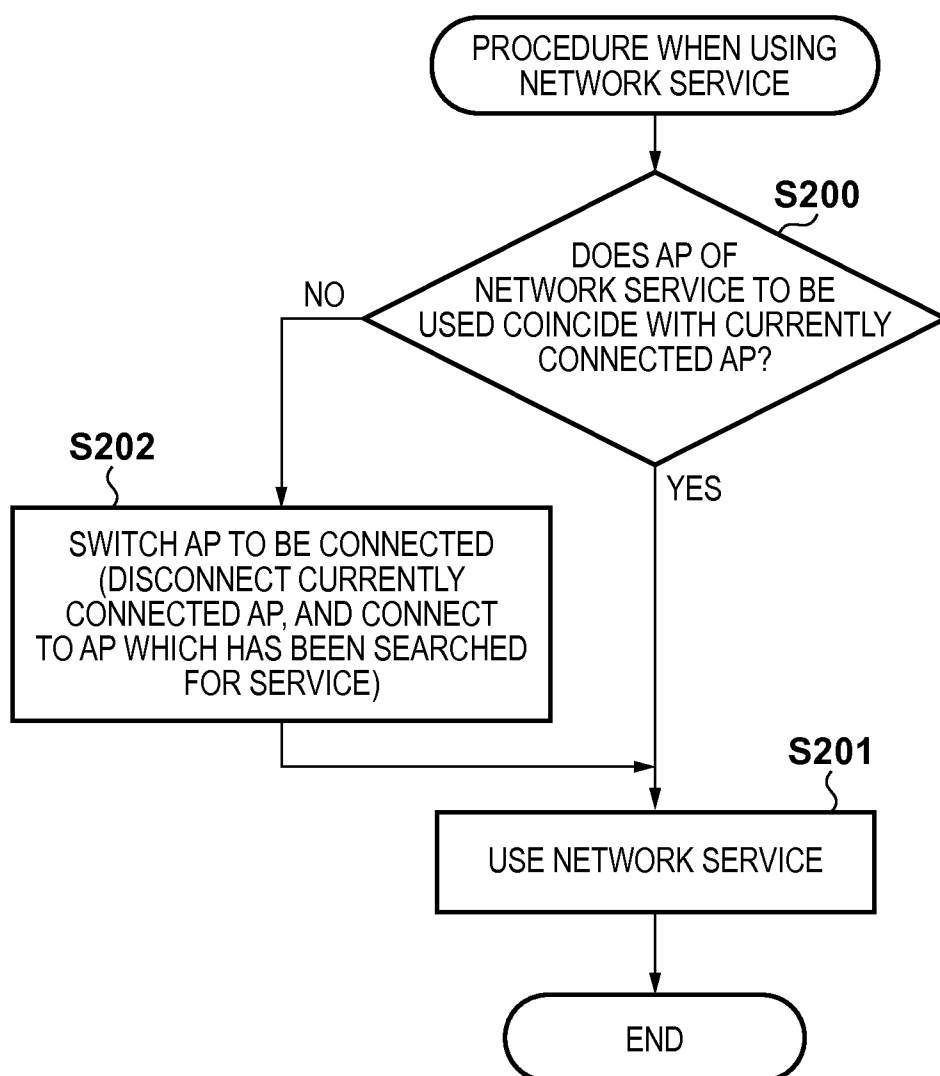 PROCEDURE WHEN USING
NETWORK SERVICE
S200
DOES AP OF
NETWORK SERVICE TO BE
USED COINCIDE WITH CURRENTLY
CONNECTED AP?
NO
YES
S202
SWITCH AP TO BE CONNECTED
(DISCONNECT CURRENTLY
CONNECTED AP, AND CONNECT
TO AP WHICH HAS BEEN SEARCHED
FOR SERVICE)
S201
USE NETWORK SERVICE
END